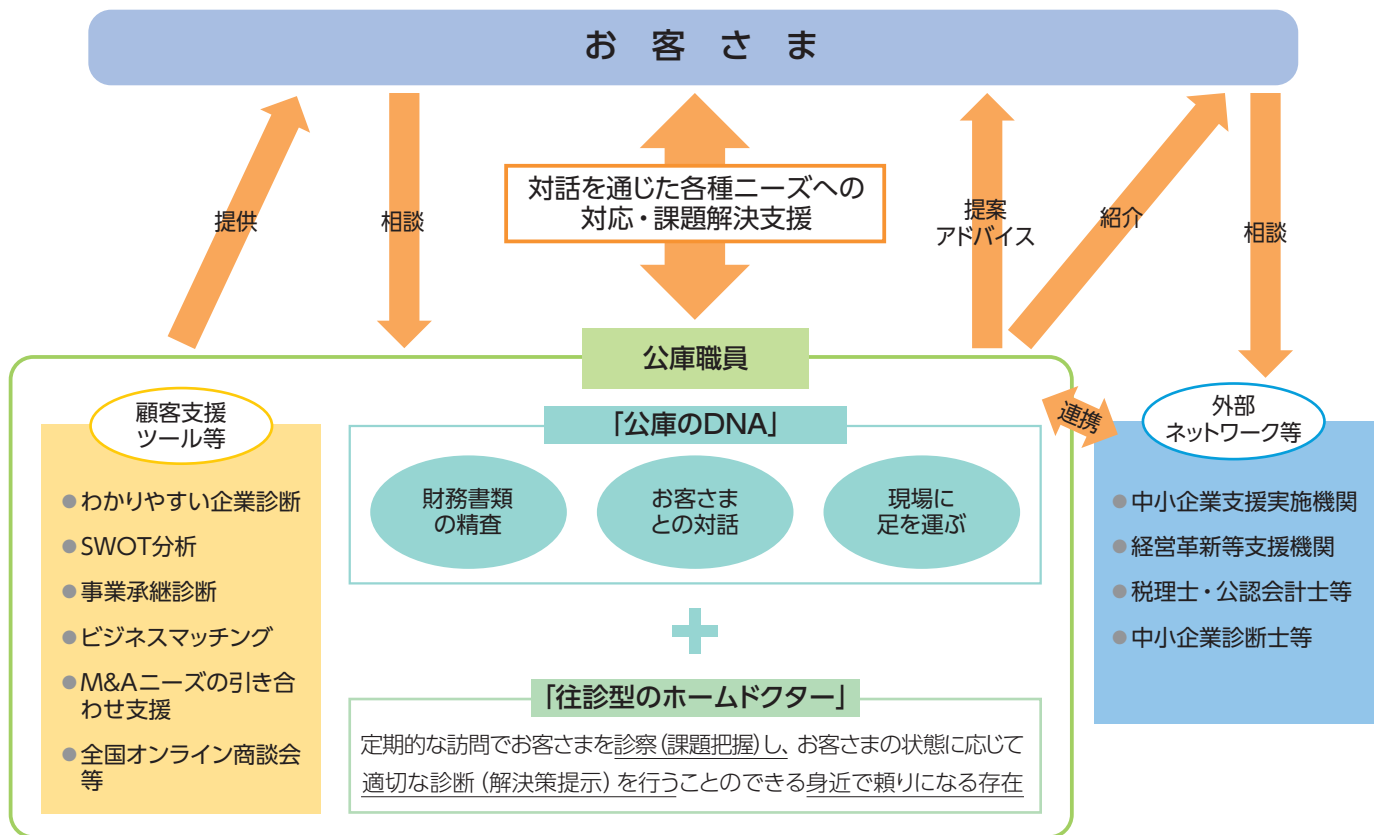 お客さま
提供
相談
対話を通じた各種ニーズへの
対応・課題解決支援
提案
アドバイス
紹介
相談
公庫職員
連携
顧客支援
ツール等
わかりやすい企業診断
SWOT分析
事業承継診断
ビジネスマッチング
M&Aニーズの引き合
わせ支援
全国オンライン商談会
等
「公庫のDNA」
財務書類
の精査
お客さま
との対話
現場に
足を運ぶ
「往診型のホームドクター」
定期的な訪問でお客さまを診察(課題把握)し、お客さまの状態に応じて
適切な診断(解決策提示)を行うことのできる身近で頼りになる存在
外部
ネットワーク等
中小企業支援実施機関
経営革新等支援機関
税理士・公認会計士等
中小企業診断士等